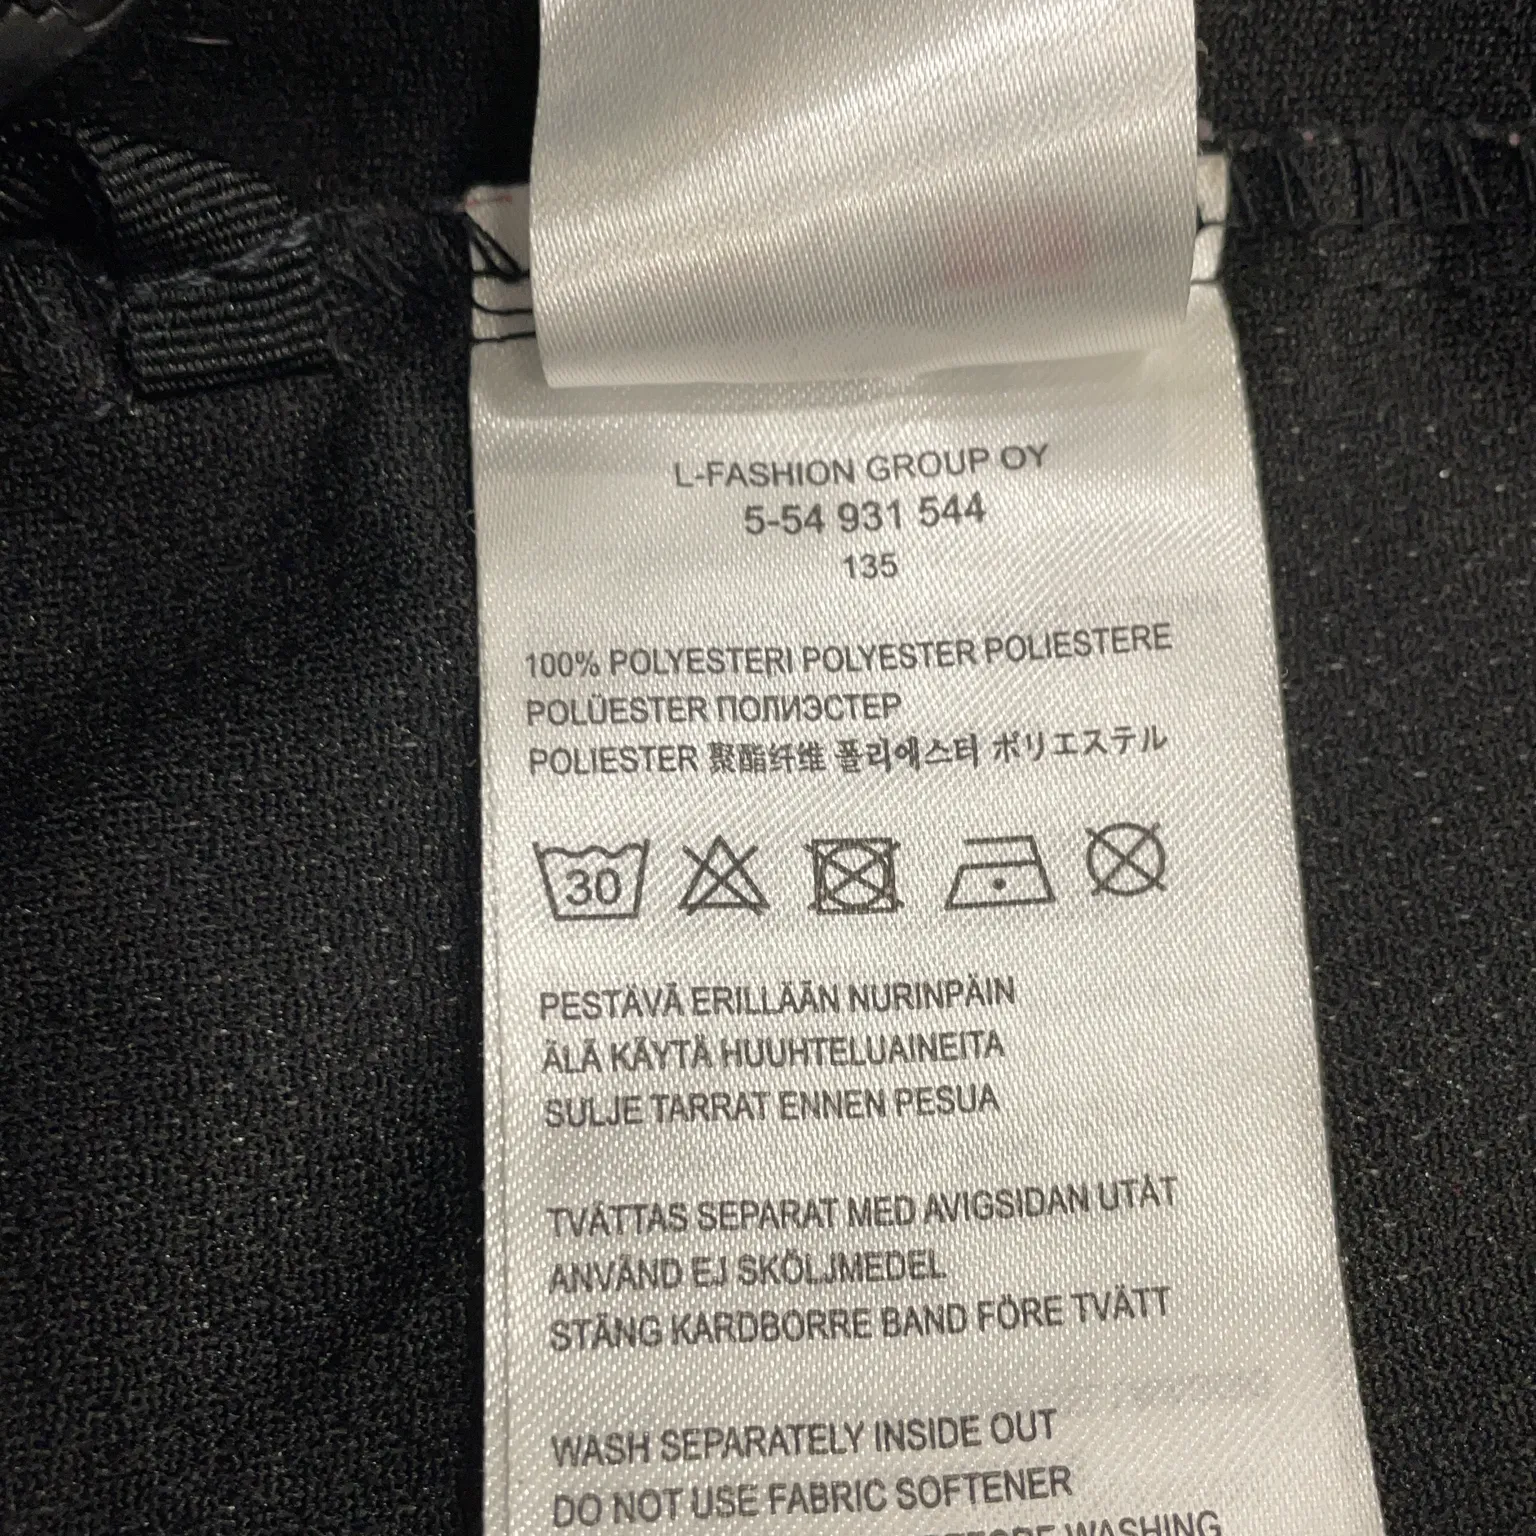 L-FASHION GROUP OY
5-54 931 544
135
100% POLYESTERI POLYESTER POLIESTERE
POLÜESTER ПОЛИЭСТЕР
POLIESTER 聚酯纤维 폴리에스터 ポリエステル
30
PESTÄVÄ ERILLÄÄN NURINPÄIN
ÄLÄ KÄYTÄ HUUHTELUAINEITA
SULJE TARRAT ENNEN PESUA
TVÄTTAS SEPARAT MED AVIGSIDAN UTÅT
ANVÄND EJ SKÖLJMEDEL
STÄNG KARDBORRE BAND FÖRE TVÄTT
WASH SEPARATELY INSIDE OUT
DO NOT USE FABRIC SOFTENER
BEFORE WASHING